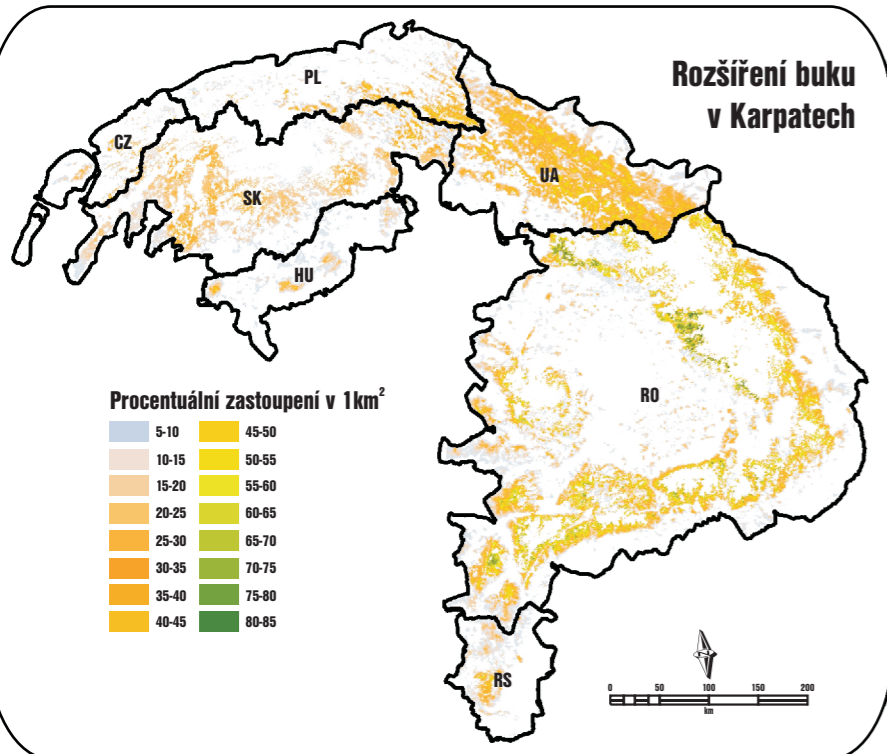 Rozšíření buku
v Karpatech
PL
CZ
SK
UA
HU
RO
RS
Procentuální zastoupení v 1km²
5-10
10-15
15-20
20-25
25-30
30-35
35-40
40-45
45-50
50-55
55-60
60-65
65-70
70-75
75-80
80-85
0 50 100 150 200
km